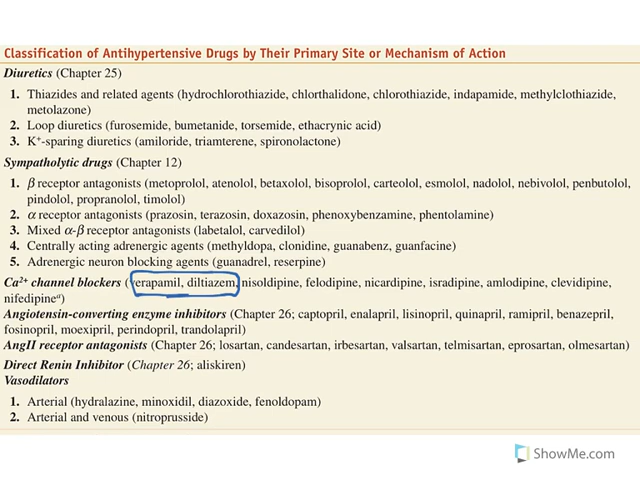 Classification of Antihypertensive Drugs by Their Primary Site or Mechanism of Action
Diuretics (Chapter 25)
1. Thiazides and related agents (hydrochlorothiazide, chlorthalidone, chlorothiazide, indapamide, methylclothiazide,
metolazone)
2. Loop diuretics (furosemide, bumetanide, torsemide, ethacrynic acid)
3. K⁺-sparing diuretics (amiloride, triamterene, spironolactone)
Sympatholytic drugs (Chapter 12)
1. β receptor antagonists (metoprolol, atenolol, betaxolol, bisoprolol, carteolol, esmolol, nadolol, nebivolol, penbutolol,
pindolol, propranolol, timolol)
2. α receptor antagonists (prazosin, terazosin, doxazosin, phenoxybenzamine, phentolamine)
3. Mixed α-β receptor antagonists (labetalol, carvedilol)
4. Centrally acting adrenergic agents (methyldopa, clonidine, guanabenz, guanfacine)
5. Adrenergic neuron blocking agents (guanadrel, reserpine)
Ca²⁺ channel blockers (verapamil, diltiazem, nisoldipine, felodipine, nicardipine, isradipine, amlodipine, clevidipine,
nifedipineᵃ)
Angiotensin-converting enzyme inhibitors (Chapter 26; captopril, enalapril, lisinopril, quinapril, ramipril, benazepril,
fosinopril, moexipril, perindopril, trandolapril)
AngII receptor antagonists (Chapter 26; losartan, candesartan, irbesartan, valsartan, telmisartan, eprosartan, olmesartan)
Direct Renin Inhibitor (Chapter 26; aliskiren)
Vasodilators
1. Arterial (hydralazine, minoxidil, diazoxide, fenoldopam)
2. Arterial and venous (nitroprusside)
ShowMe.com